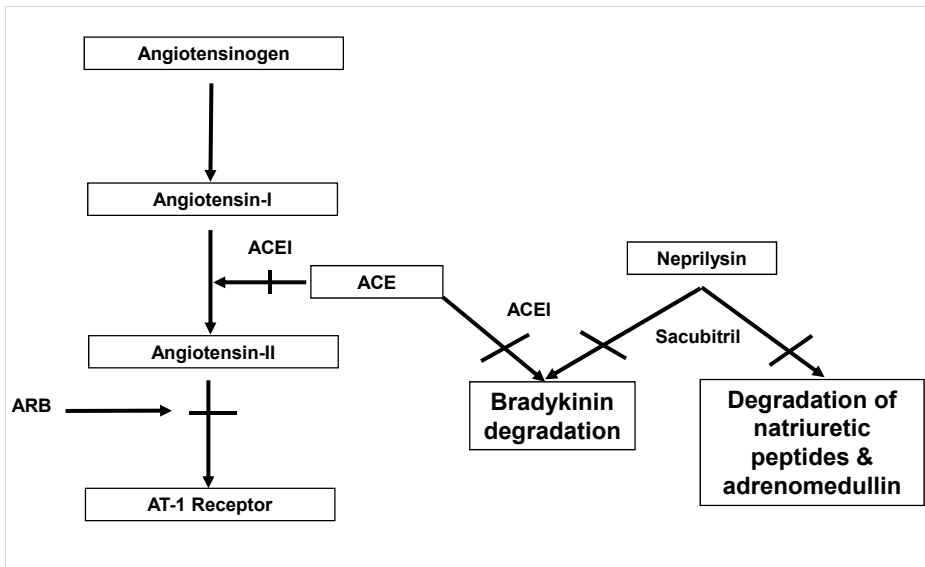 Angiotensinogen
Angiotensin-I
ACEI
ACE
Neprilysin
ACEI
Sacubitril
Angiotensin-II
ARB
Bradykinin
degradation
Degradation of
natriuretic
peptides &
adrenomedullin
AT-1 Receptor